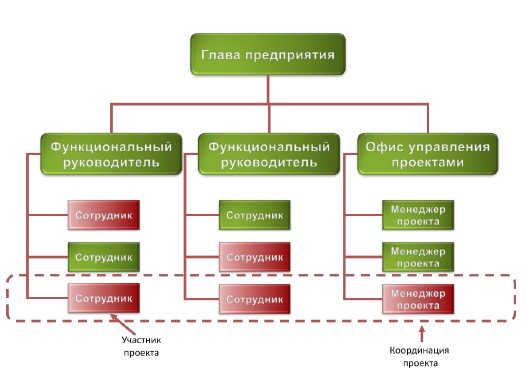 Глава предприятия
Функциональный
руководитель
Функциональный
руководитель
Офис управления
проектами
Сотрудник
Сотрудник
Менеджер
проекта
Сотрудник
Сотрудник
Менеджер
проекта
Сотрудник
Сотрудник
Менеджер
проекта
Участник
проекта
Координация
проекта